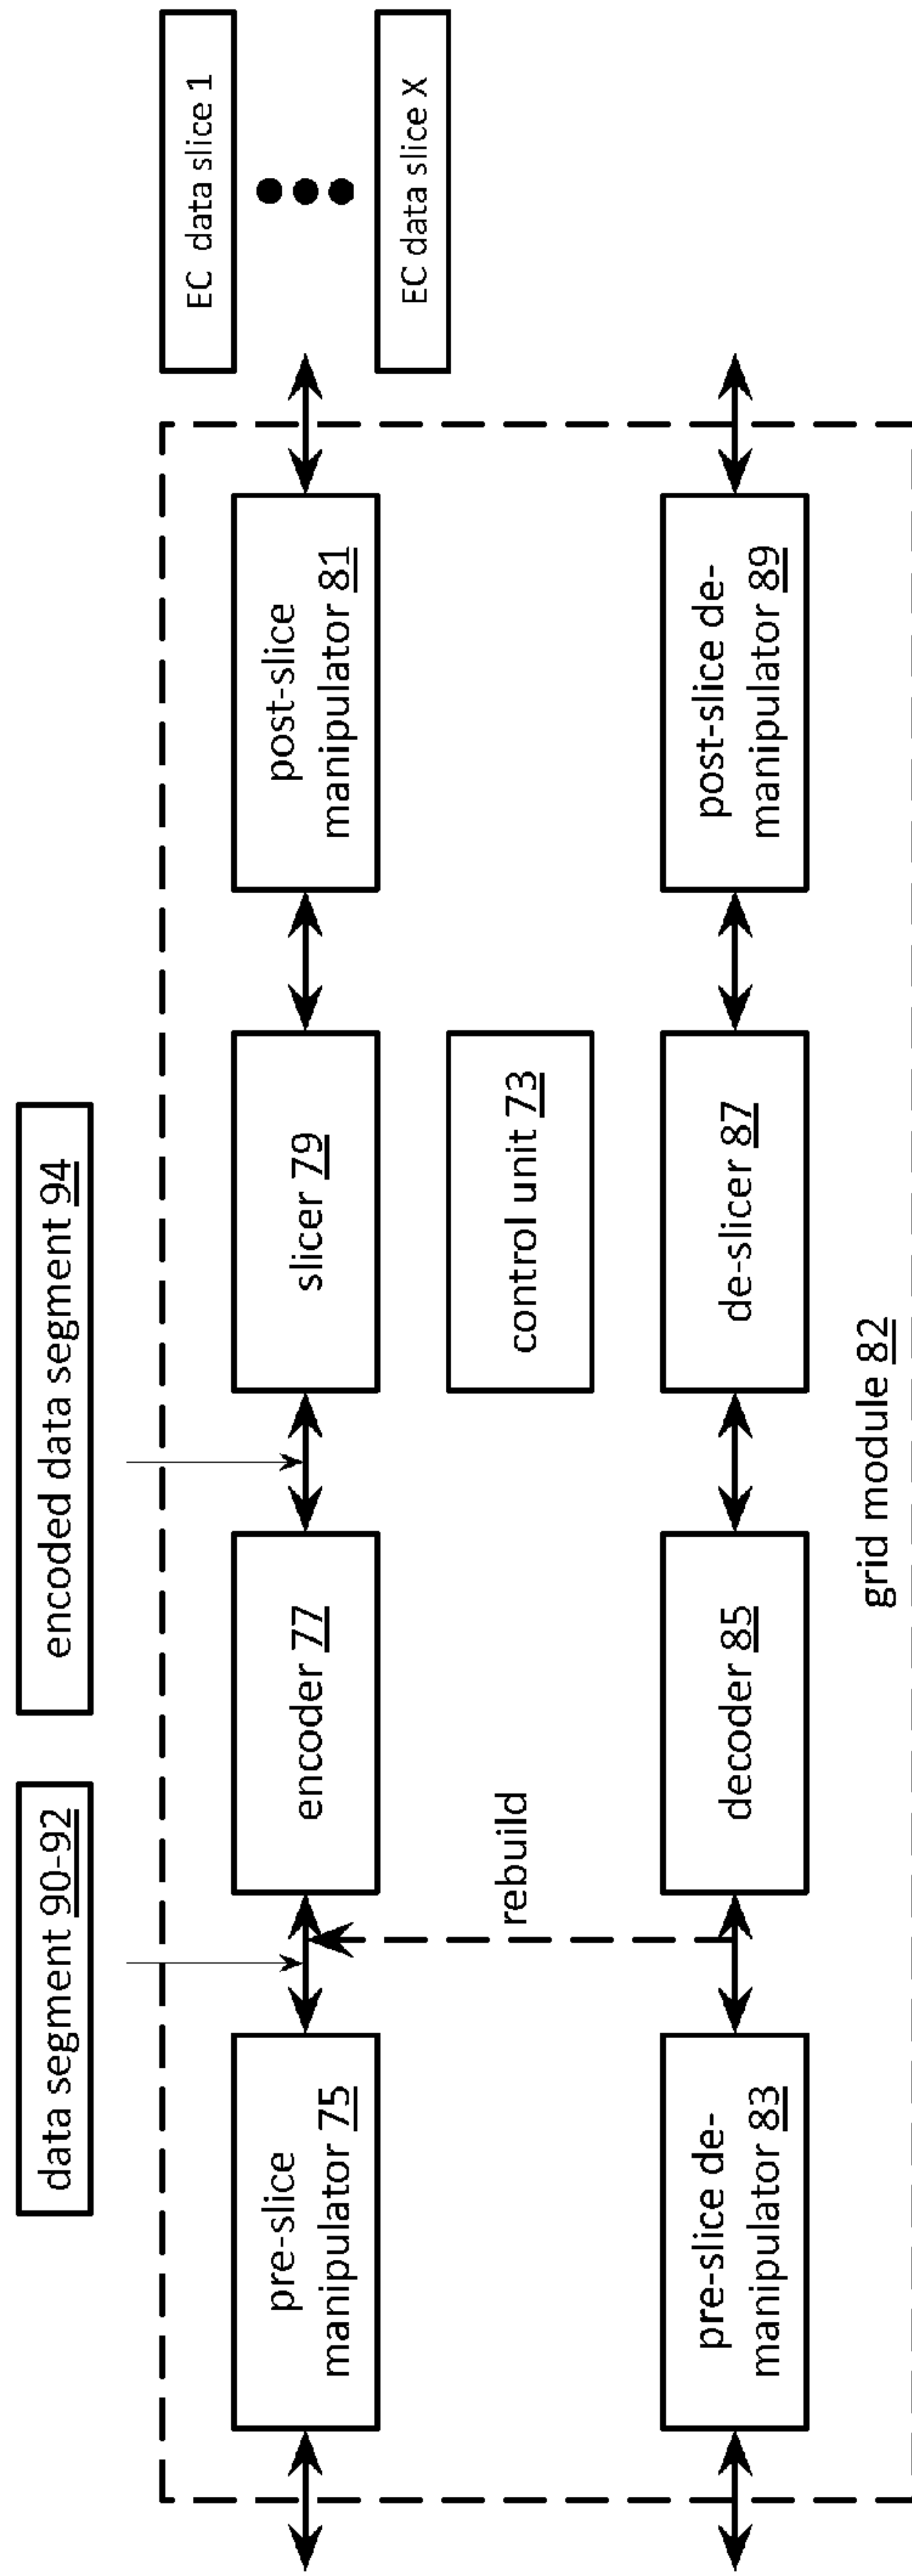 data segment 90-92
encoded data segment 94
EC data slice 1
EC data slice X
pre-slice
manipulator 75
encoder 77
slicer 79
post-slice
manipulator 81
rebuild
control unit 73
pre-slice de-
manipulator 83
decoder 85
de-slicer 87
post-slice de-
manipulator 89
grid module 82